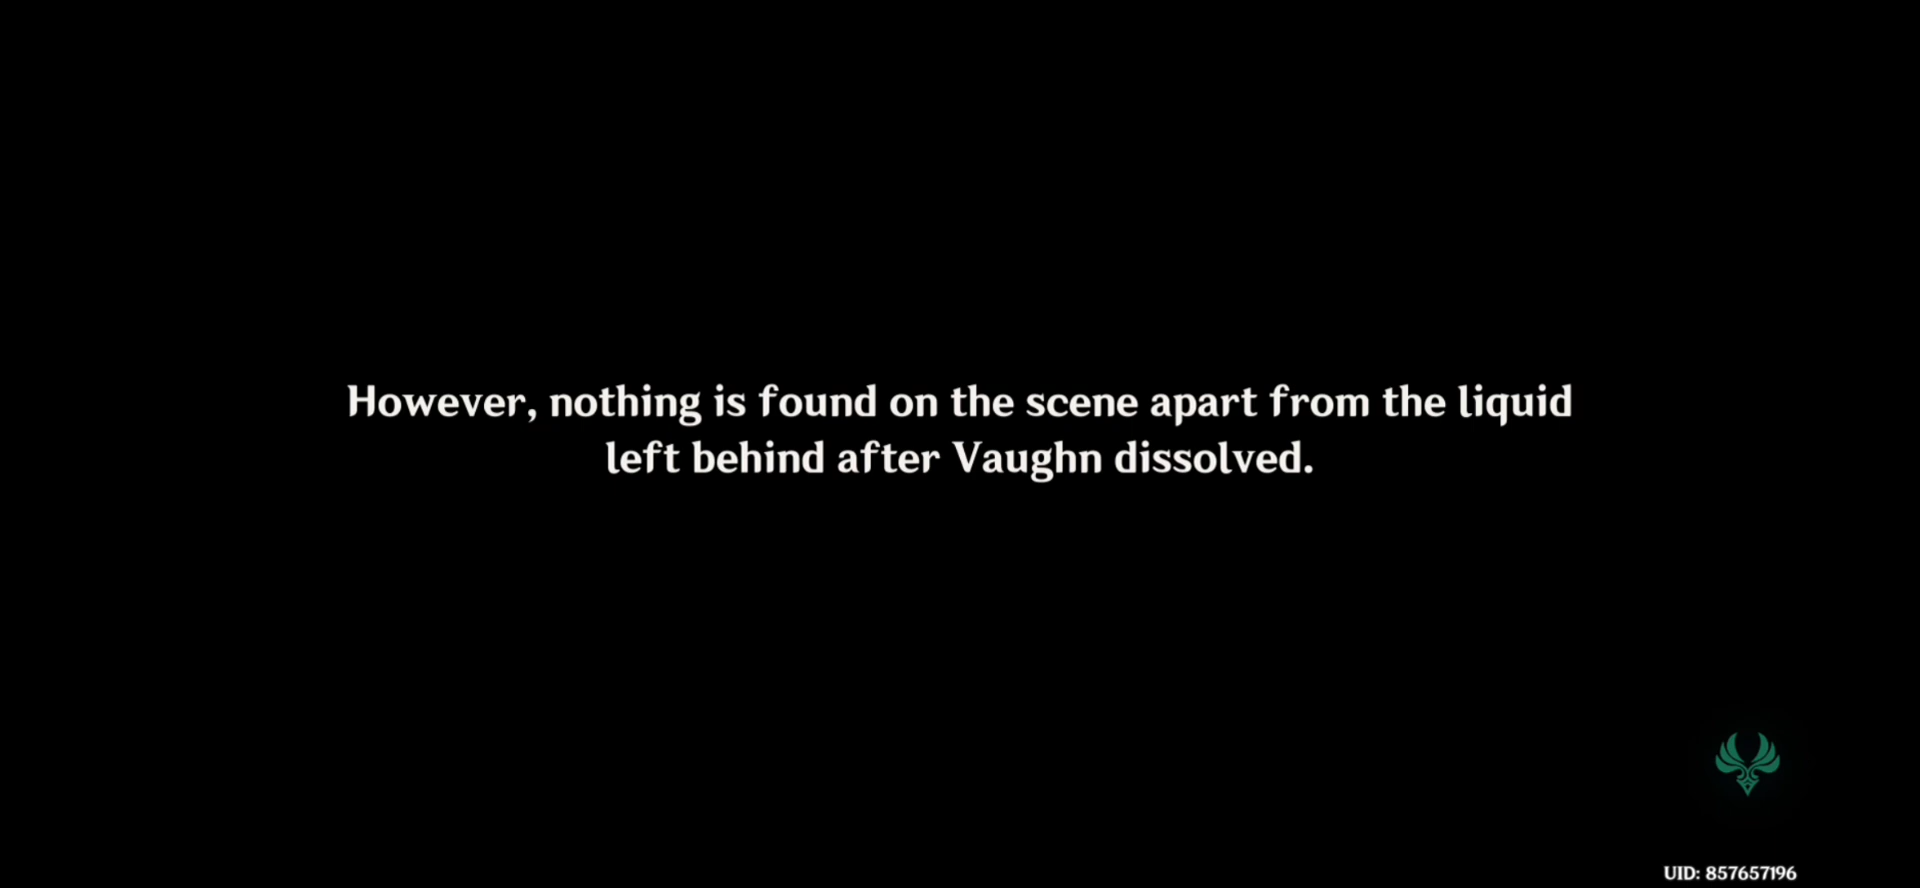 However, nothing is found on the scene apart from the liquid
left behind after Vaughn dissolved.
UID: 857657196